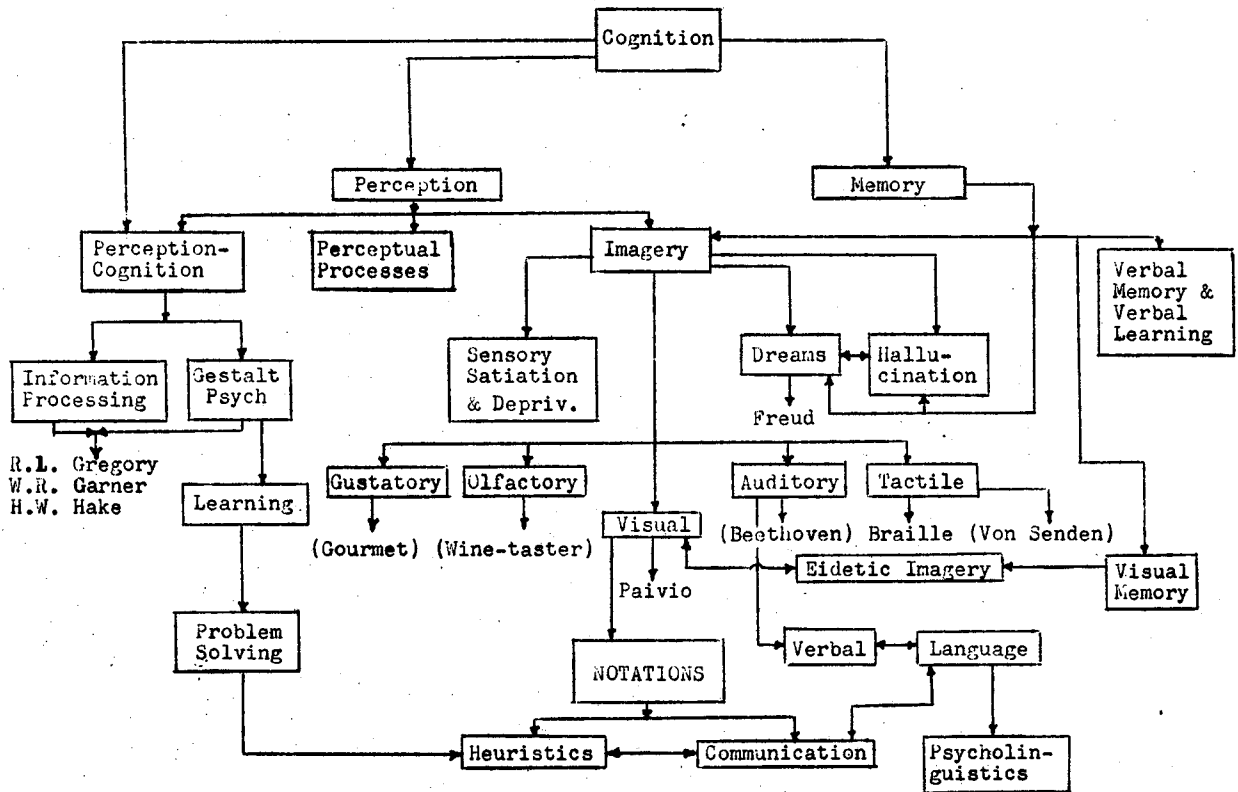 Cognition
Perception
Memory
Perception-
Cognition
Perceptual
Processes
Imagery
Verbal
Memory &
Verbal
Learning
Information
Processing
Gestalt
Psych
Sensory
Satiation
& Depriv.
Dreams
Hallu-
cination
Freud
R.L. Gregory
W.R. Garner
H.W. Hake
Learning
Gustatory
Olfactory
Auditory
Tactile
(Gourmet)
(Wine-taster)
Visual
(Beethoven)
Braille
(Von Senden)
Paivio
Eidetic Imagery
Visual
Memory
Problem
Solving
NOTATIONS
Verbal
Language
Heuristics
Communication
Psycholin-
guistics